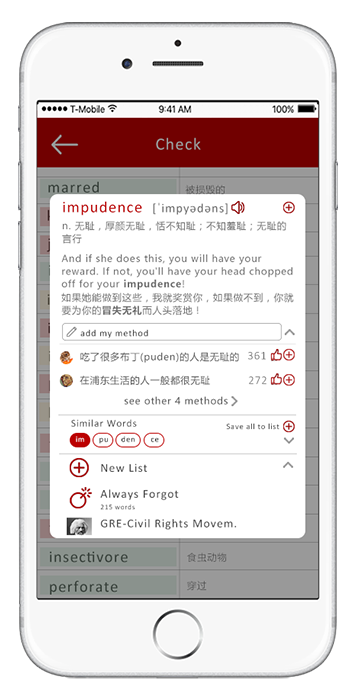 T-Mobile 9:41 AM 100%
Check
marred 被损毁的
impudence [ˈimpyədəns]
n. 无耻，厚颜无耻，恬不知耻；不知羞耻；无耻的
言行
And if she does this, you will have your
reward. If not, you'll have your head chopped
off for your impudence!
如果她能做到这些，我就奖赏你，如果做不到，你就
要为你的冒失无礼而人头落地！
add my method
吃了很多布丁(puden)的人是无耻的 361
在浦东生活的人一般都很无耻 272
see other 4 methods
Similar Words Save all to list
im pu den ce
New List
Always Forgot
215 words
GRE-Civil Rights Movem.
insectivore 食虫动物
perforate 穿过